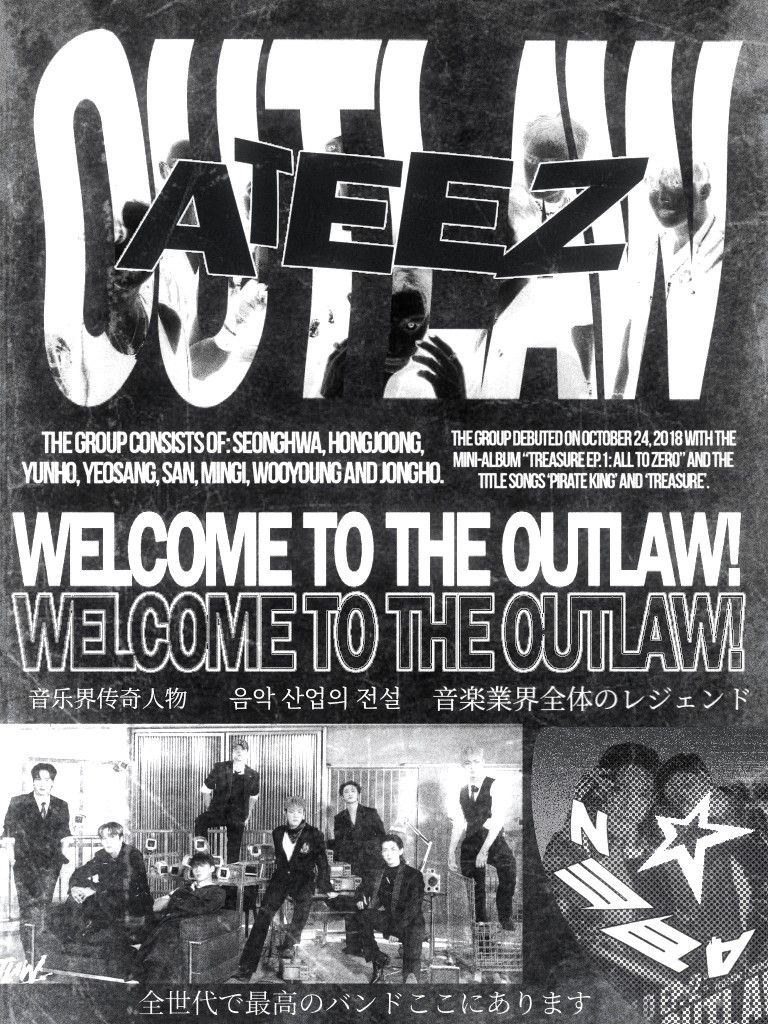 OUTLAW
ATEEZ
THE GROUP CONSISTS OF: SEONGHWA, HONGJOONG,
YUNHO, YEOSANG, SAN, MINGI, WOOYOUNG AND JONGHO.
THE GROUP DEBUTED ON OCTOBER 24, 2018 WITH THE
MINI-ALBUM “TREASURE EP. 1: ALL TO ZERO” AND THE
TITLE SONGS ‘PIRATE KING’ AND ‘TREASURE’.
WELCOME TO THE OUTLAW!
WELCOME TO THE OUTLAW!
音乐界传奇人物
음악 산업의 전설
音楽業界全体のレジェンド
ATEEZ
全世代で最高のバンドここにあります